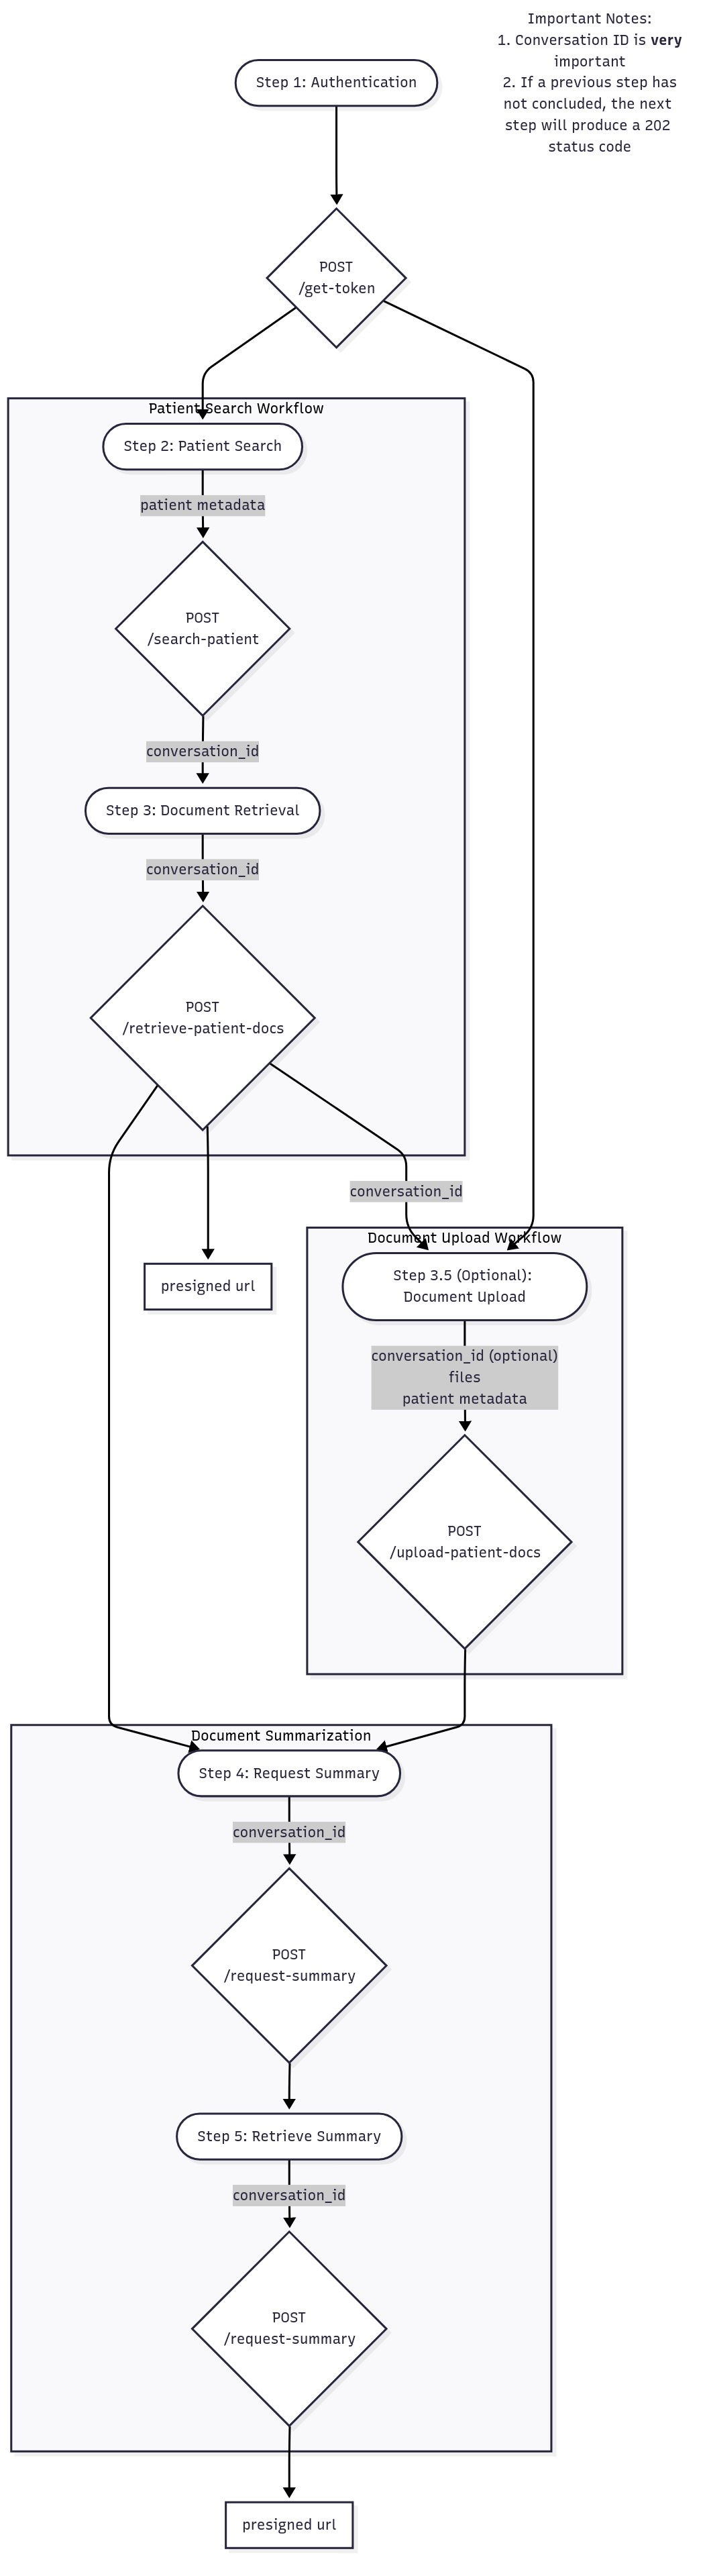 Important Notes:
1. Conversation ID is very
important
2. If a previous step has
not concluded, the next
step will produce a 202
status code
Step 1: Authentication
POST
/get-token
Patient Search Workflow
Step 2: Patient Search
patient metadata
POST
/search-patient
conversation_id
Step 3: Document Retrieval
conversation_id
POST
/retrieve-patient-docs
conversation_id
presigned url
Document Upload Workflow
Step 3.5 (Optional):
Document Upload
conversation_id (optional)
files
patient metadata
POST
/upload-patient-docs
Document Summarization
Step 4: Request Summary
conversation_id
POST
/request-summary
Step 5: Retrieve Summary
conversation_id
POST
/request-summary
presigned url